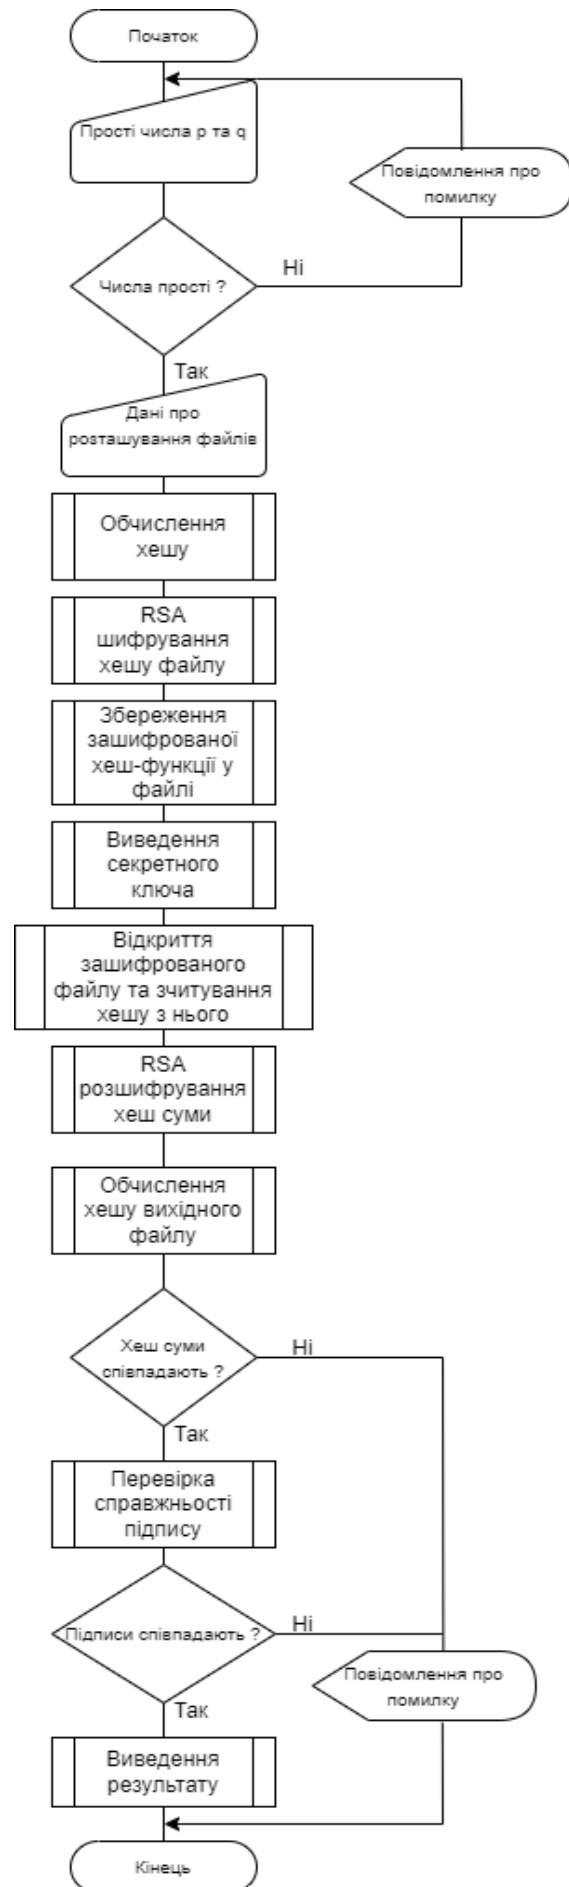 Початок
Прості числа p та q
Повідомлення про
помилку
Числа прості ?
Ні
Так
Дані про
розташування файлів
Обчислення
хешу
RSA
шифрування
хешу файлу
Збереження
зашифрованої
хеш-функції у
файлі
Виведення
секретного
ключа
Відкриття
зашифрованого
файлу та зчитування
хешу з нього
RSA
розшифрування
хеш суми
Обчислення
хешу вихідного
файлу
Хеш суми
співпадають ?
Ні
Так
Перевірка
справжньості
підпису
Підписи співпадають ?
Ні
Повідомлення про
помилку
Так
Виведення
результату
Кінець